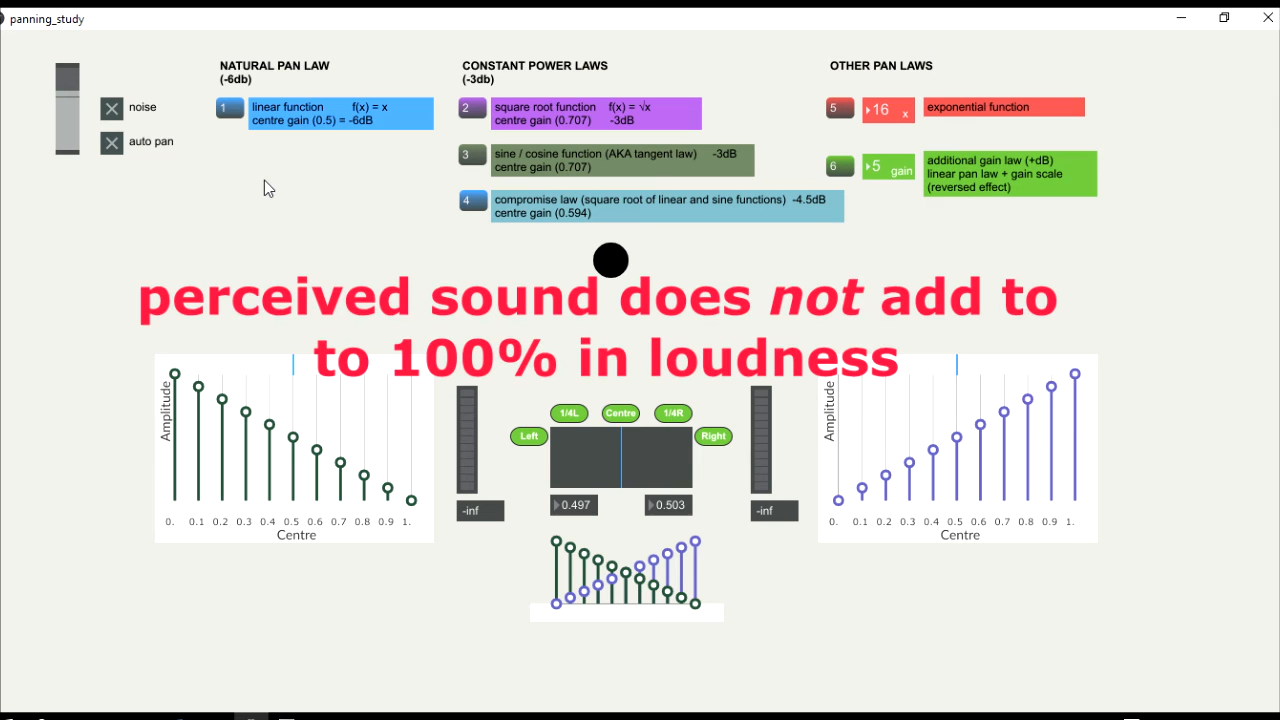 panning_study
NATURAL PAN LAW
(-6db)
CONSTANT POWER LAWS
(-3db)
OTHER PAN LAWS
noise
auto pan
1
linear function f(x) = x
centre gain (0.5) = -6dB
2
square root function f(x) = √x
centre gain (0.707) -3dB
3
sine / cosine function (AKA tangent law) -3dB
centre gain (0.707)
4
compromise law (square root of linear and sine functions) -4.5dB
centre gain (0.594)
5
16 x
exponential function
6
5 gain
additional gain law (+dB)
linear pan law + gain scale
(reversed effect)
perceived sound does not add to
to 100% in loudness
Amplitude
0. 0.1 0.2 0.3 0.4 0.5 0.6 0.7 0.8 0.9 1.
Centre
-inf
1/4L Centre 1/4R
Left Right
0.497 0.503
-inf
Amplitude
0. 0.1 0.2 0.3 0.4 0.5 0.6 0.7 0.8 0.9 1.
Centre